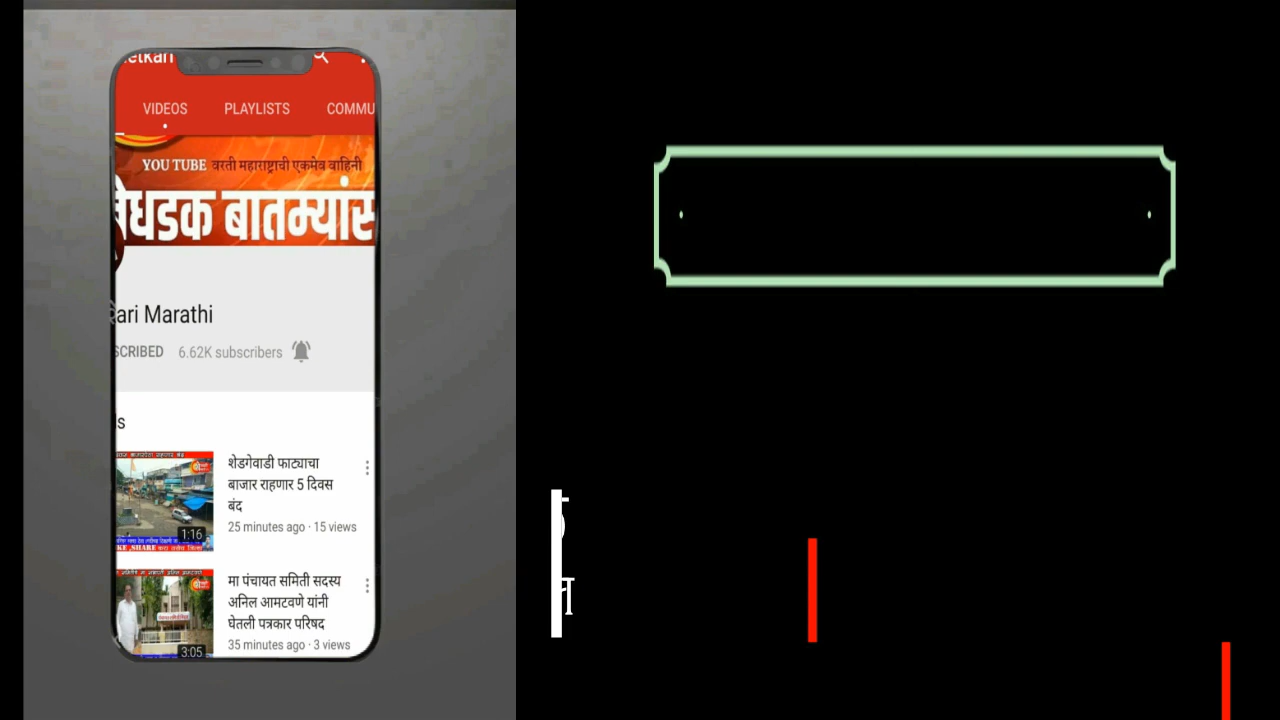 VIDEOS PLAYLISTS COMMU
YOU TUBE वरती महाराष्ट्राची एकमेव वाहिनी
बातम्यांस
ari Marathi
SCRIBED 6.62K subscribers
शेडगेवाडी फाट्याचा
बाजार राहणार 5 दिवस
बंद
25 minutes ago · 15 views
1:16
मा पंचायत समिती सदस्य
अनिल आमटवणे यांनी
घेतली पत्रकार परिषद
35 minutes ago · 3 views
3:05